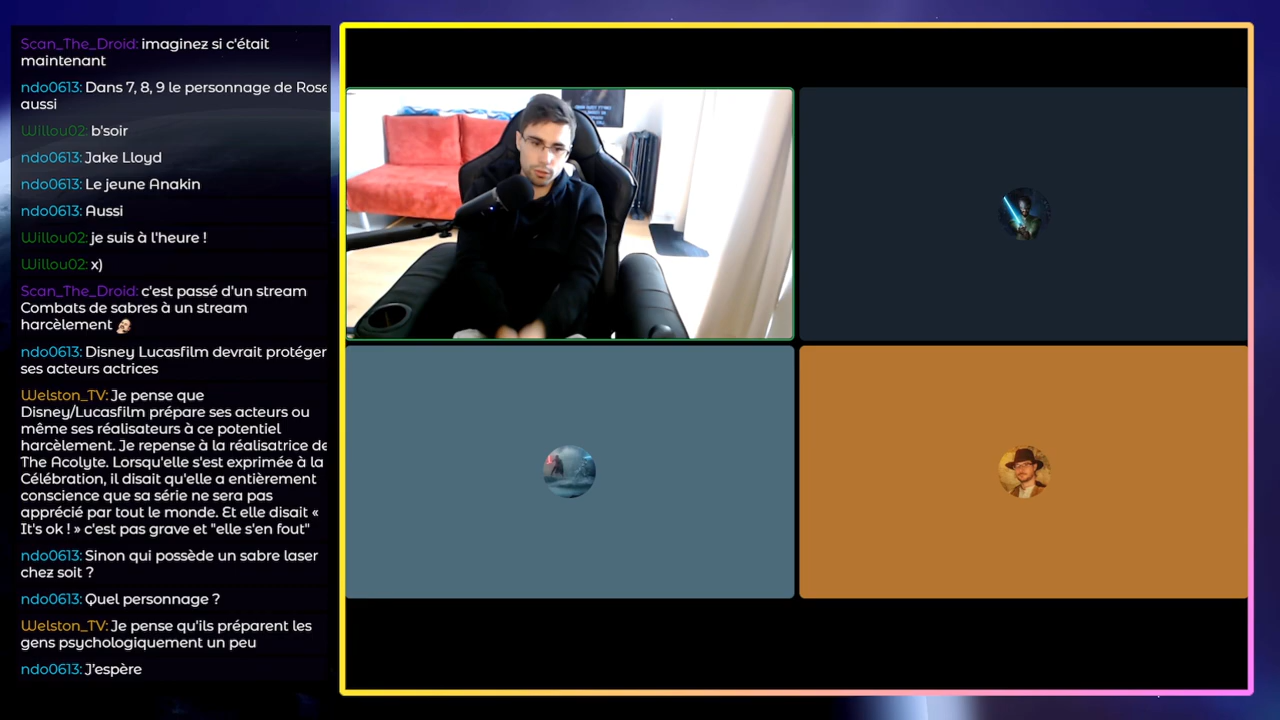 Scan_The_Droid: imaginez si c'était
maintenant
ndo0613: Dans 7, 8, 9 le personnage de Rose
aussi
Willou02: b'soir
ndo0613: Jake Lloyd
ndo0613: Le jeune Anakin
ndo0613: Aussi
Willou02: je suis à l'heure !
Willou02: x)
Scan_The_Droid: c'est passé d'un stream
Combats de sabres à un stream
harcèlement
ndo0613: Disney Lucasfilm devrait protéger
ses acteurs actrices
Welston_TV: Je pense que
Disney/Lucasfilm prépare ses acteurs ou
même ses réalisateurs à ce potentiel
harcèlement. Je repense à la réalisatrice de
The Acolyte. Lorsqu'elle s'est exprimée à la
Célébration, il disait qu'elle a entièrement
conscience que sa série ne sera pas
apprécié par tout le monde. Et elle disait «
It's ok ! » c'est pas grave et "elle s'en fout"
ndo0613: Sinon qui possède un sabre laser
chez soit ?
ndo0613: Quel personnage ?
Welston_TV: Je pense qu'ils préparent les
gens psychologiquement un peu
ndo0613: J'espère